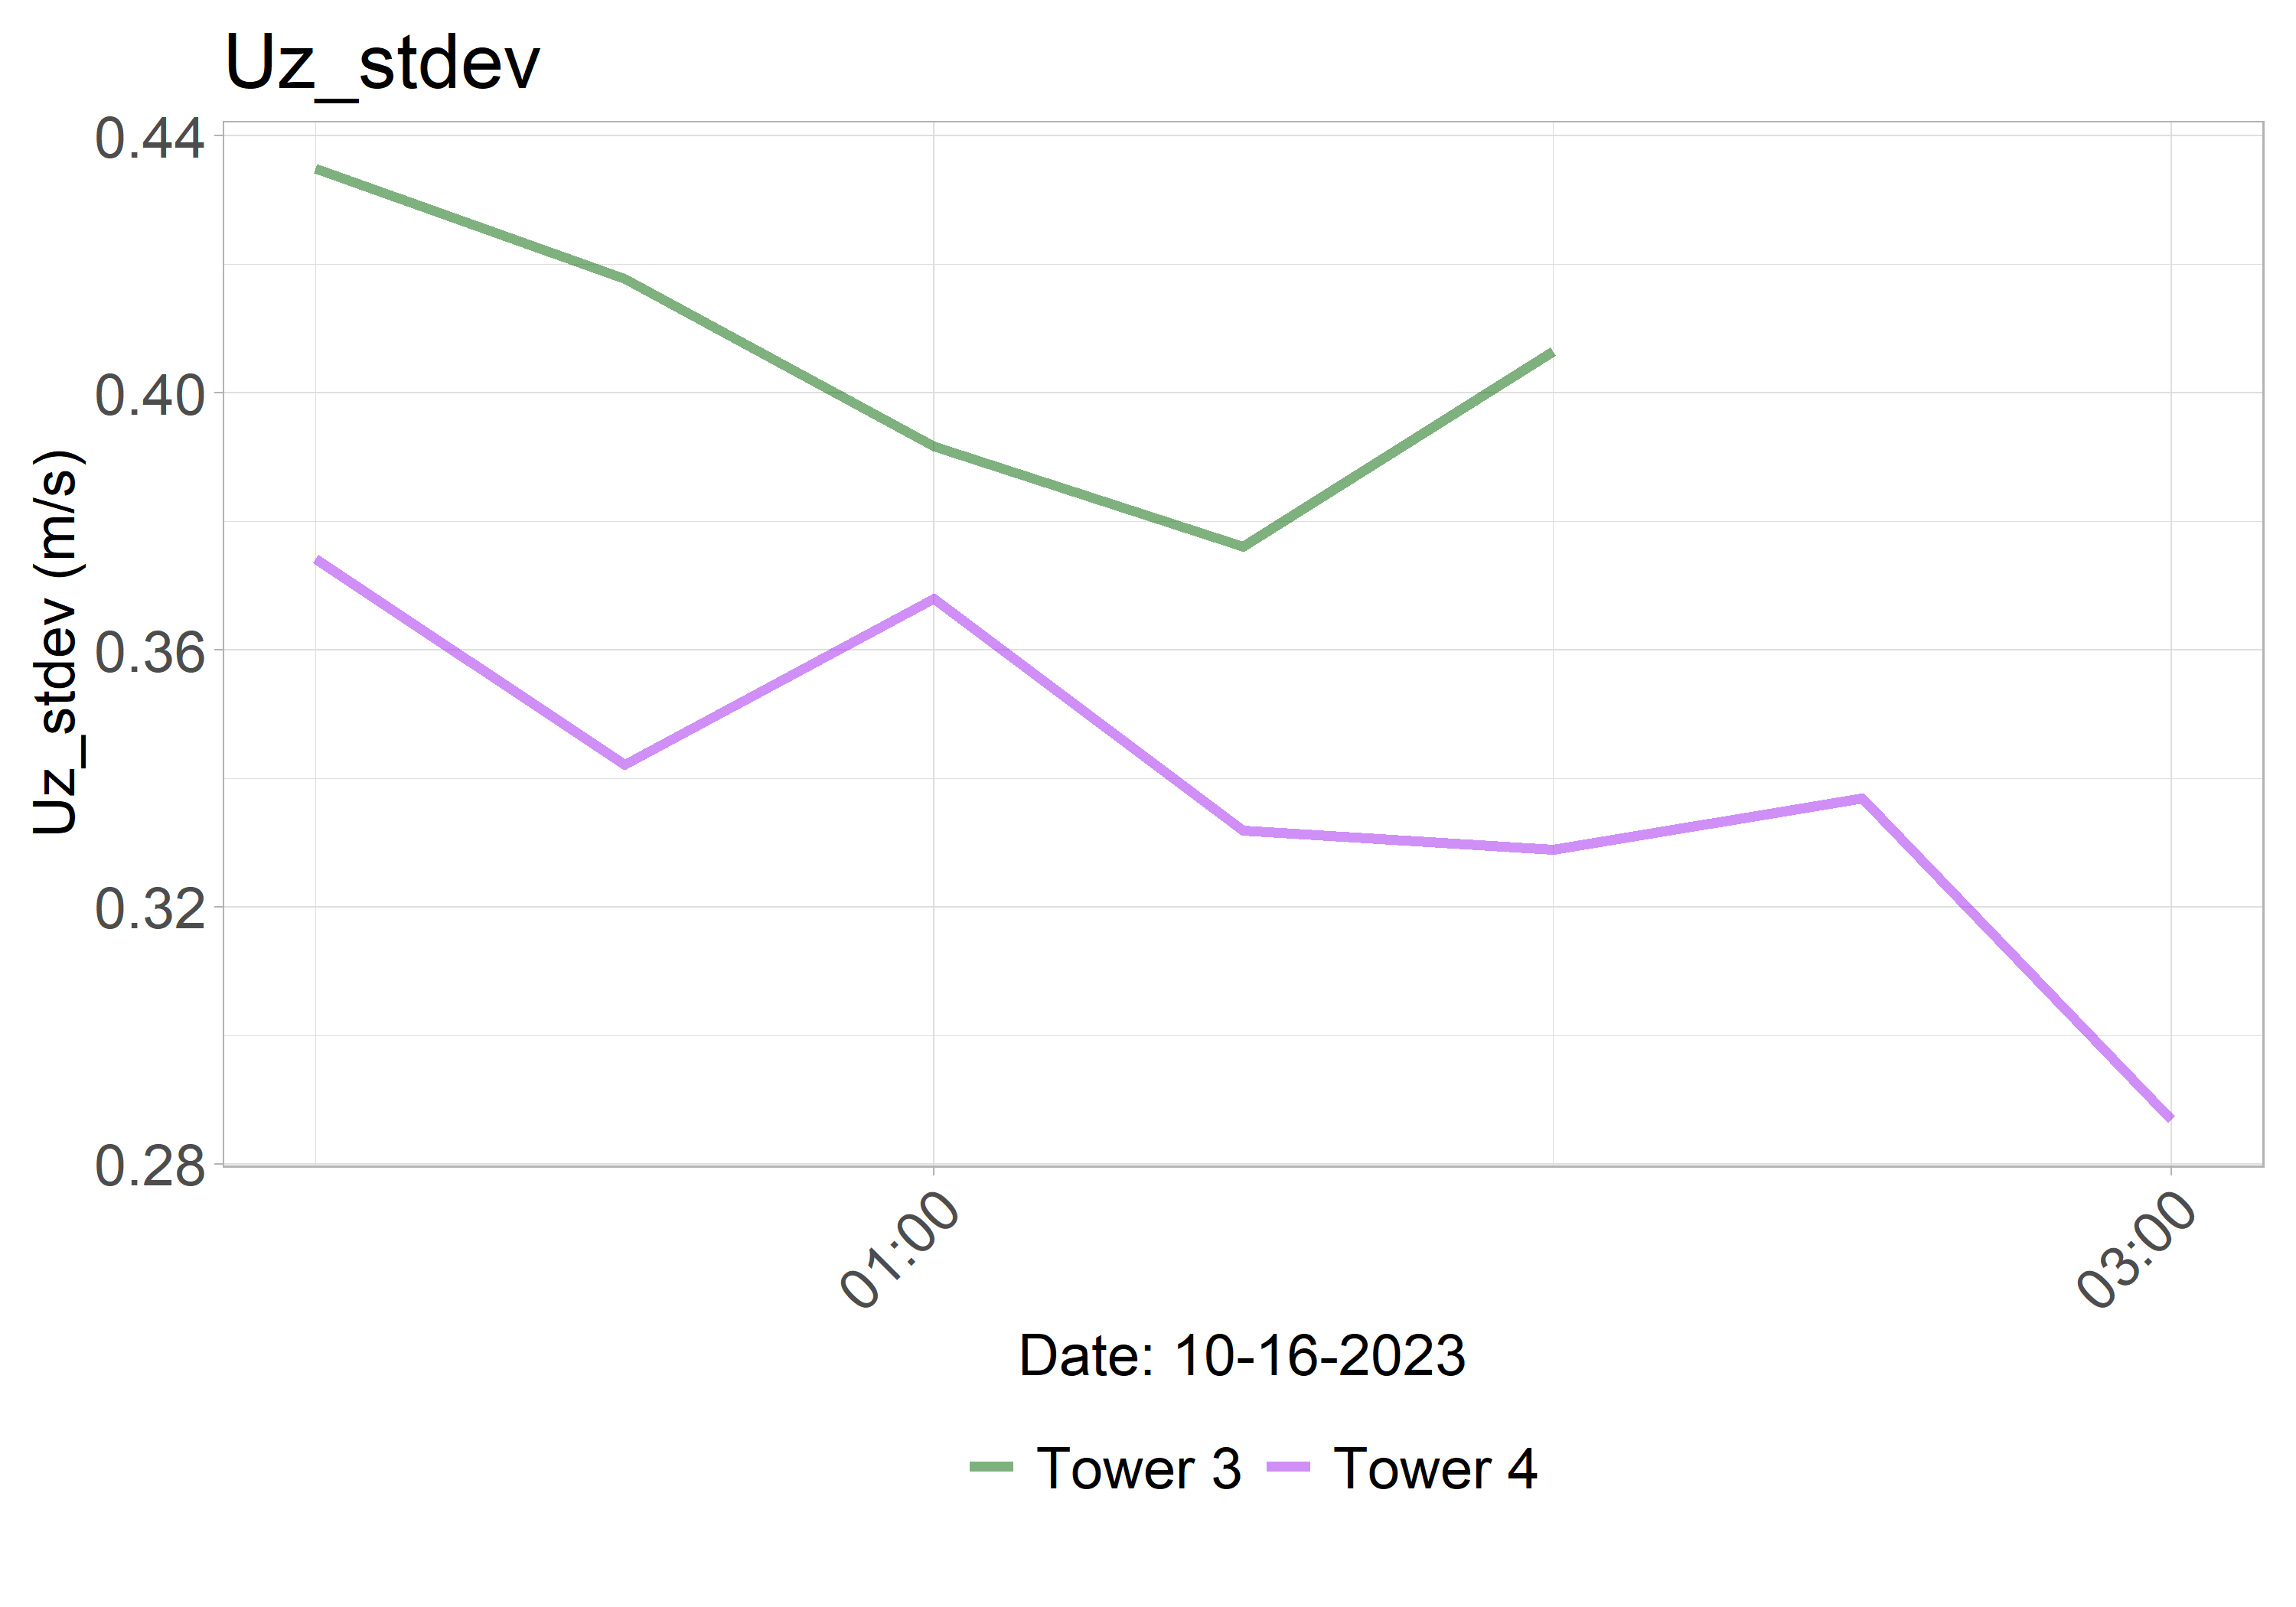 Uz_stdev
Uz_stdev (m/s)
0.44
0.40
0.36
0.32
0.28
01:00
03:00
Date: 10-16-2023
Tower 3
Tower 4